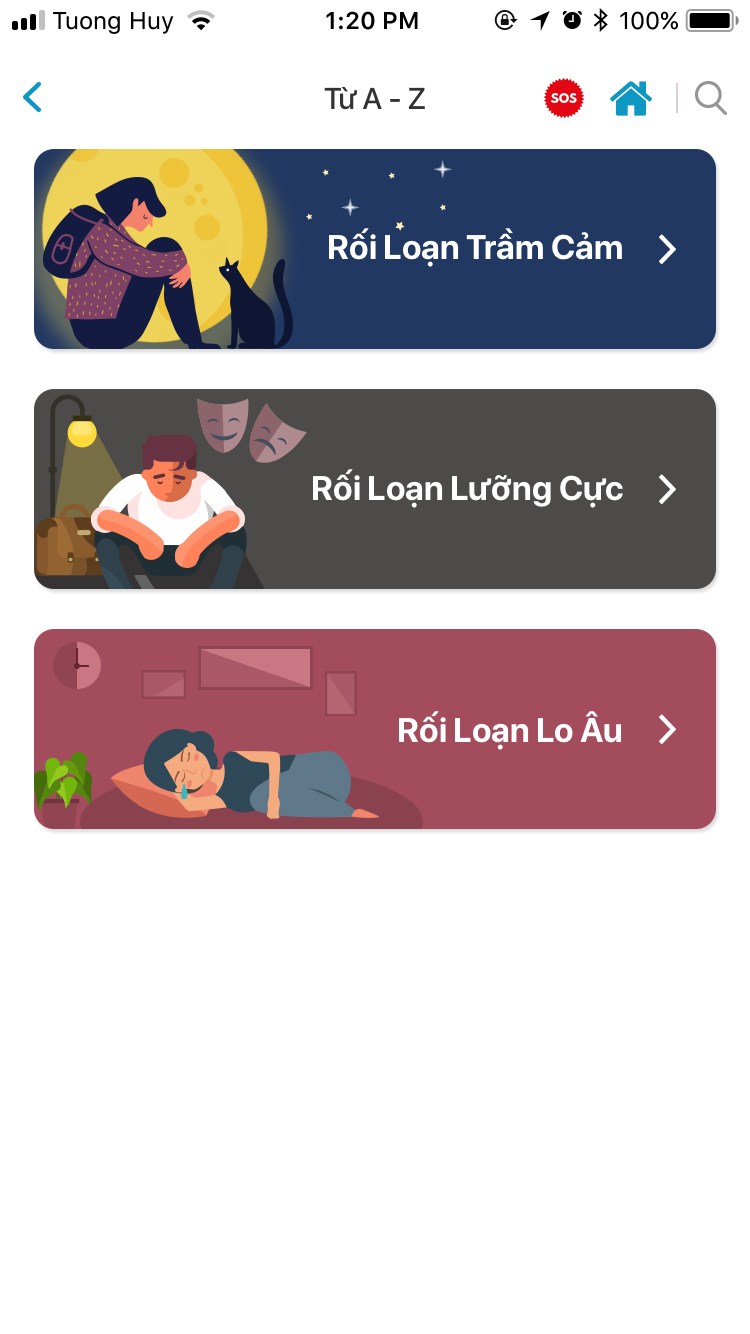 Tuong Huy 1:20 PM 100%
Từ A - Z
SOS
Rối Loạn Trầm Cảm
Rối Loạn Lưỡng Cực
Rối Loạn Lo Âu